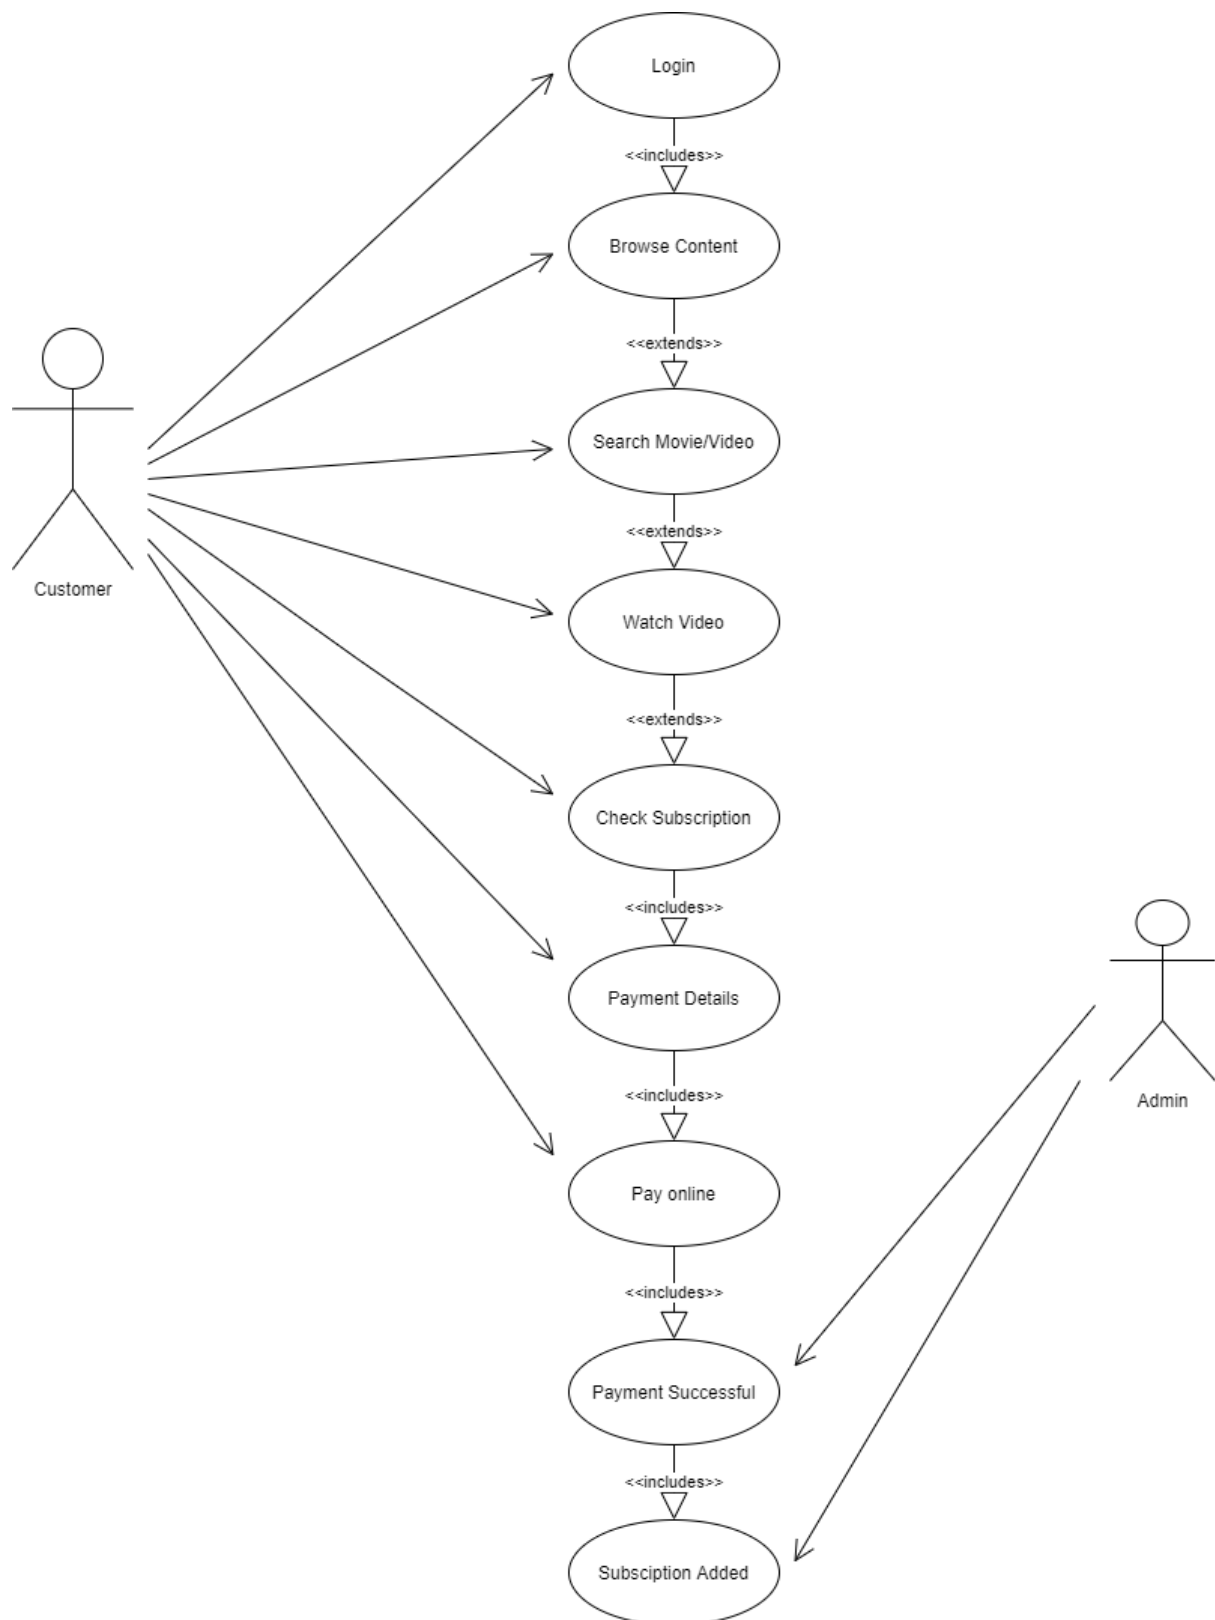 Login
<<includes>>
Browse Content
<<extends>>
Search Movie/Video
<<extends>>
Watch Video
Customer
<<extends>>
Check Subscription
<<includes>>
Payment Details
<<includes>>
Admin
Pay online
<<includes>>
Payment Successful
<<includes>>
Subsciption Added